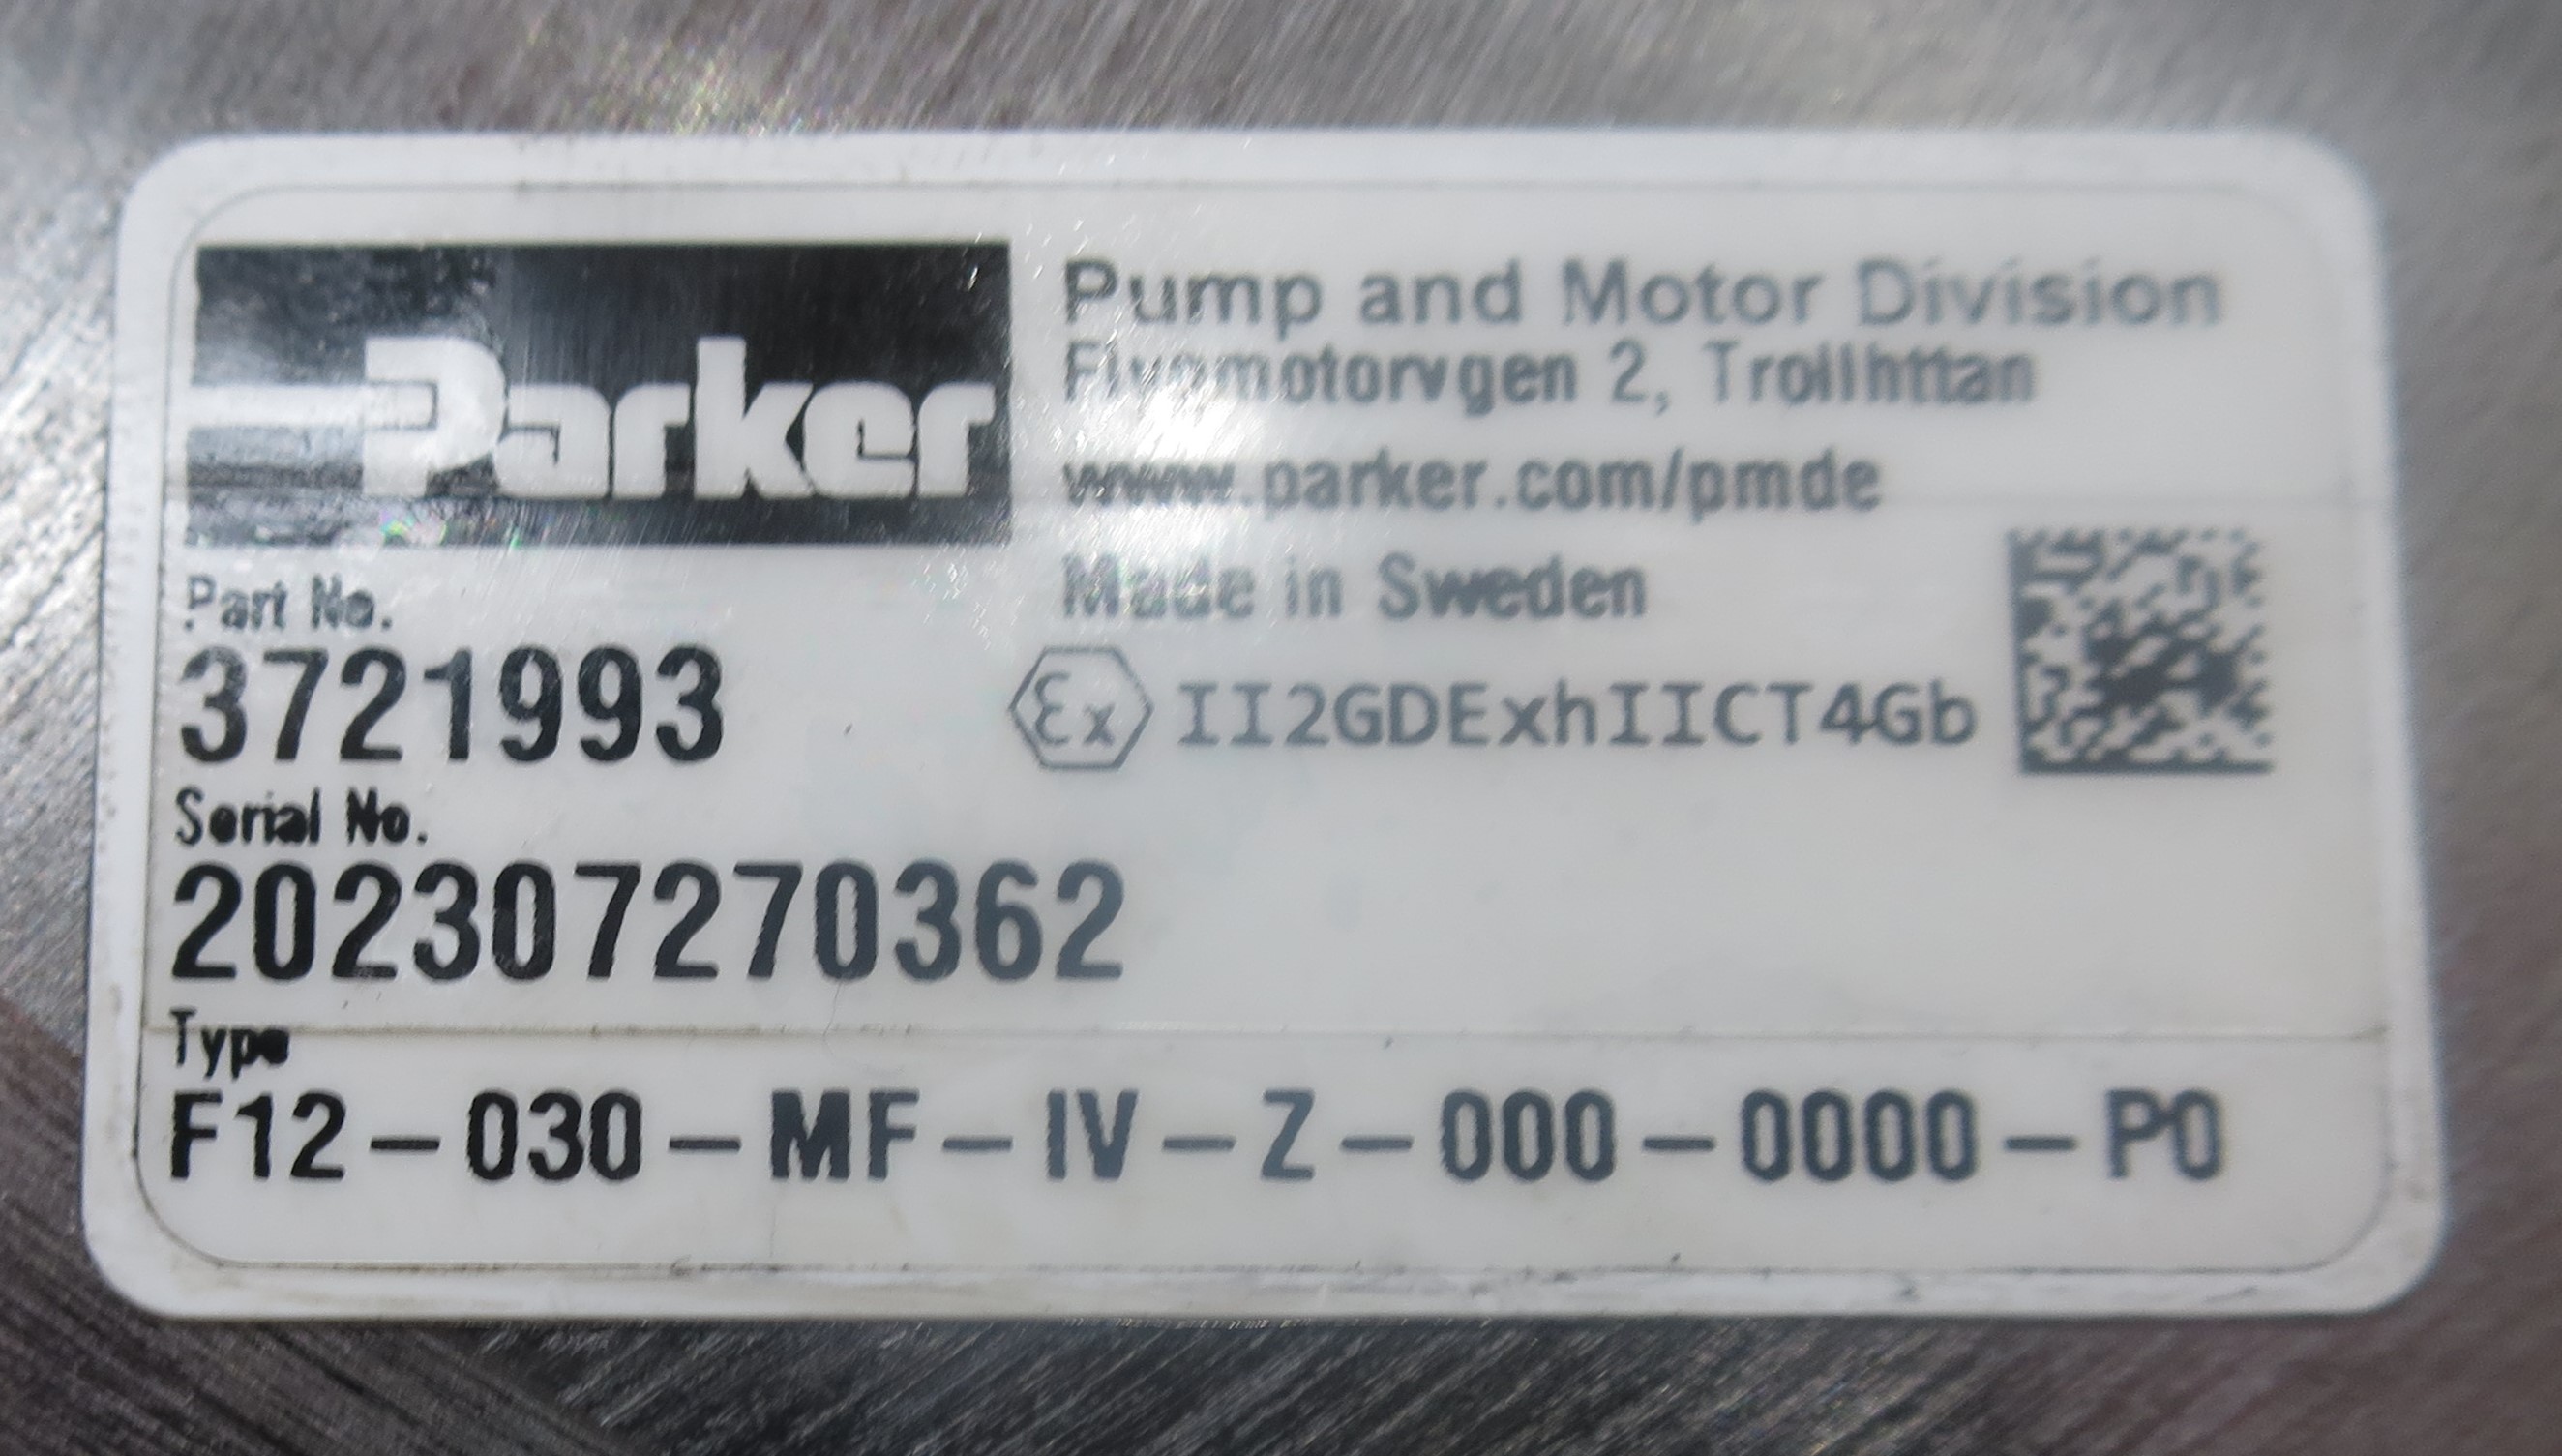 Parker
Pump and Motor Division
Flygmotorvgen 2, Trollhttan
www.parker.com/pmde
Made in Sweden
Part No.
3721993
Ex II2GDExhIICT4Gb
Serial No.
202307270362
Type
F12-030-MF-IV-Z-000-0000-P0